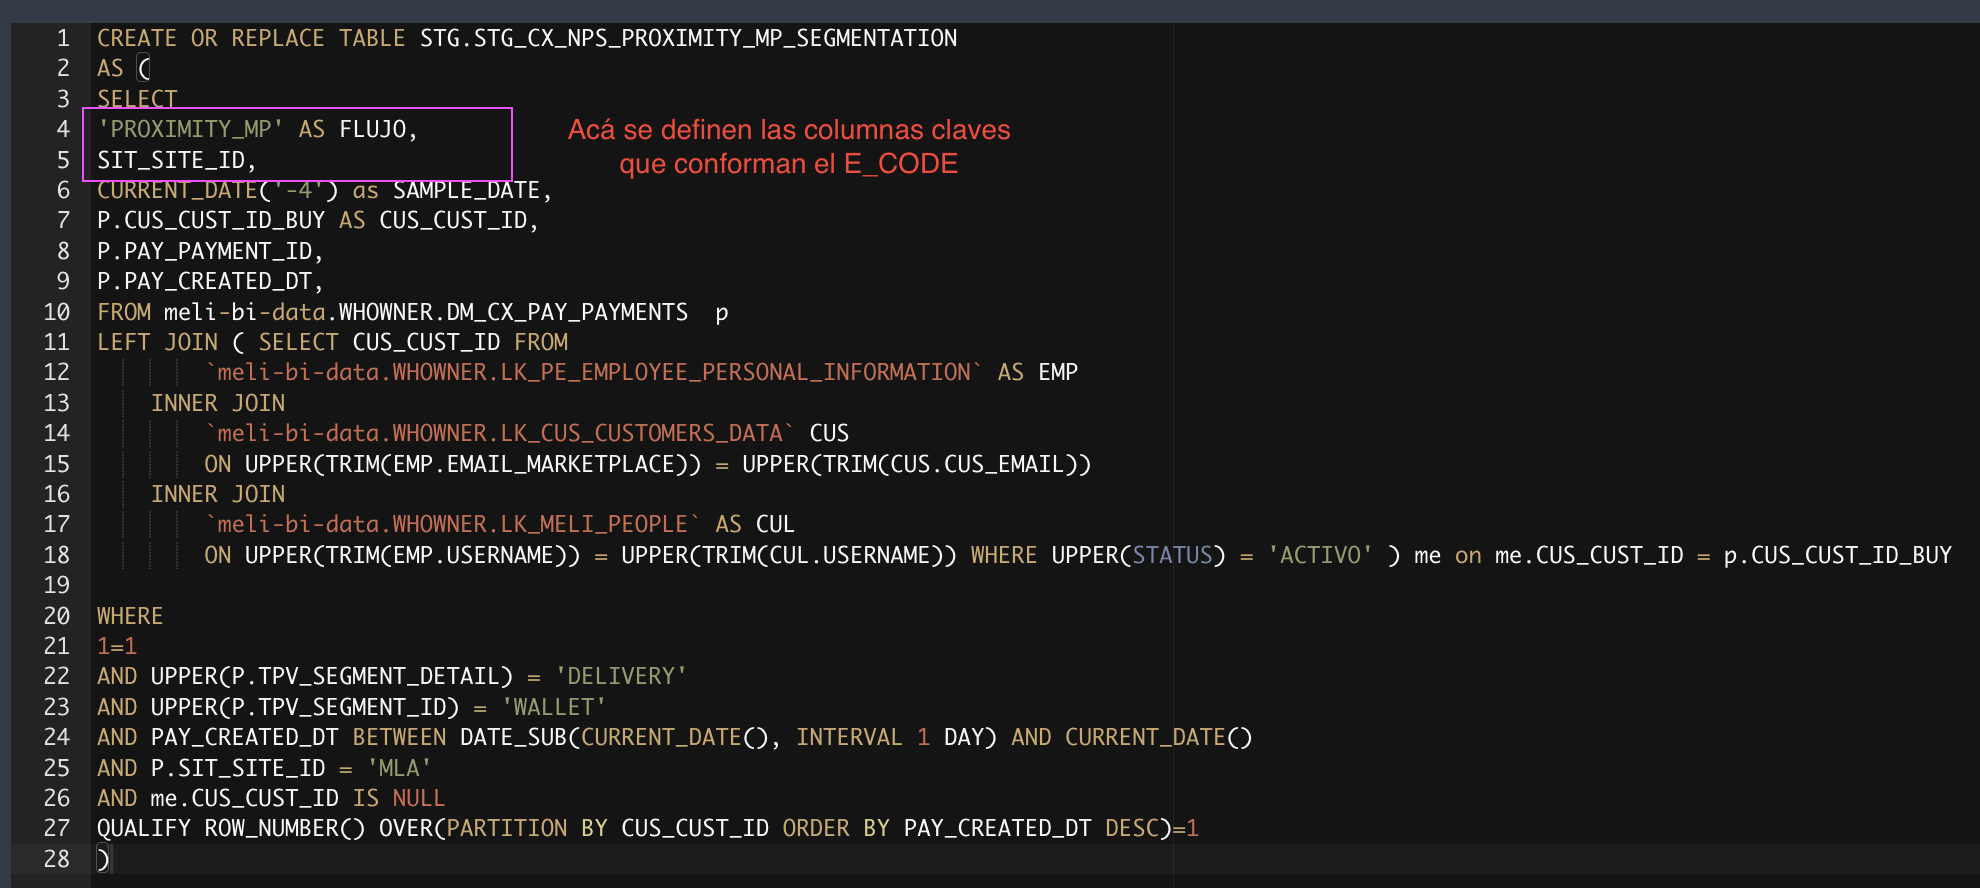 1 CREATE OR REPLACE TABLE STG.STG_CX_NPS_PROXIMITY_MP_SEGMENTATION
2 AS (
3 SELECT
4 'PROXIMITY_MP' AS FLUJO,
5 SIT_SITE_ID,
Acá se definen las columnas claves
que conforman el E_CODE
6 CURRENT_DATE('-4') as SAMPLE_DATE,
7 P.CUS_CUST_ID_BUY AS CUS_CUST_ID,
8 P.PAY_PAYMENT_ID,
9 P.PAY_CREATED_DT,
10 FROM meli-bi-data.WHOWNER.DM_CX_PAY_PAYMENTS  p
11 LEFT JOIN ( SELECT CUS_CUST_ID FROM
12 `meli-bi-data.WHOWNER.LK_PE_EMPLOYEE_PERSONAL_INFORMATION` AS EMP
13 INNER JOIN
14 `meli-bi-data.WHOWNER.LK_CUS_CUSTOMERS_DATA` CUS
15 ON UPPER(TRIM(EMP.EMAIL_MARKETPLACE)) = UPPER(TRIM(CUS.CUS_EMAIL))
16 INNER JOIN
17 `meli-bi-data.WHOWNER.LK_MELI_PEOPLE` AS CUL
18 ON UPPER(TRIM(EMP.USERNAME)) = UPPER(TRIM(CUL.USERNAME)) WHERE UPPER(STATUS) = 'ACTIVO' ) me on me.CUS_CUST_ID = p.CUS_CUST_ID_BUY
19
20 WHERE
21 1=1
22 AND UPPER(P.TPV_SEGMENT_DETAIL) = 'DELIVERY'
23 AND UPPER(P.TPV_SEGMENT_ID) = 'WALLET'
24 AND PAY_CREATED_DT BETWEEN DATE_SUB(CURRENT_DATE(), INTERVAL 1 DAY) AND CURRENT_DATE()
25 AND P.SIT_SITE_ID = 'MLA'
26 AND me.CUS_CUST_ID IS NULL
27 QUALIFY ROW_NUMBER() OVER(PARTITION BY CUS_CUST_ID ORDER BY PAY_CREATED_DT DESC)=1
28 )